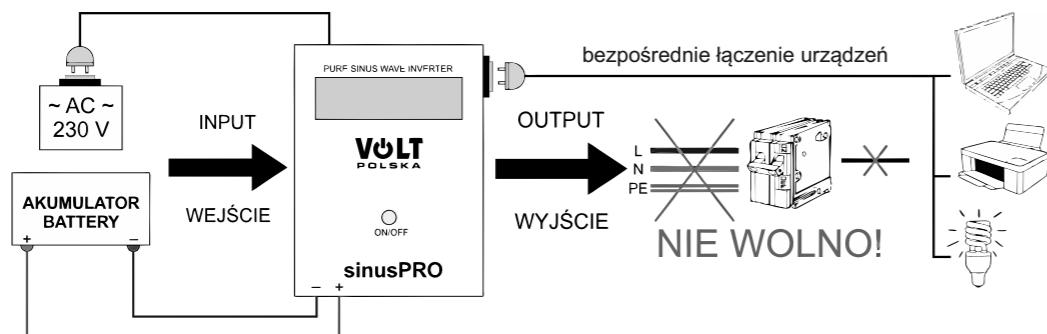 ~ AC ~
230 V
AKUMULATOR
BATTERY
+ –
INPUT
WEJŚCIE
PURE SINUS WAVE INVERTER
VOLT
POLSKA
ON/OFF
sinusPRO
– +
OUTPUT
WYJŚCIE
bezpośrednie łączenie urządzeń
L
N
PE
NIE WOLNO!